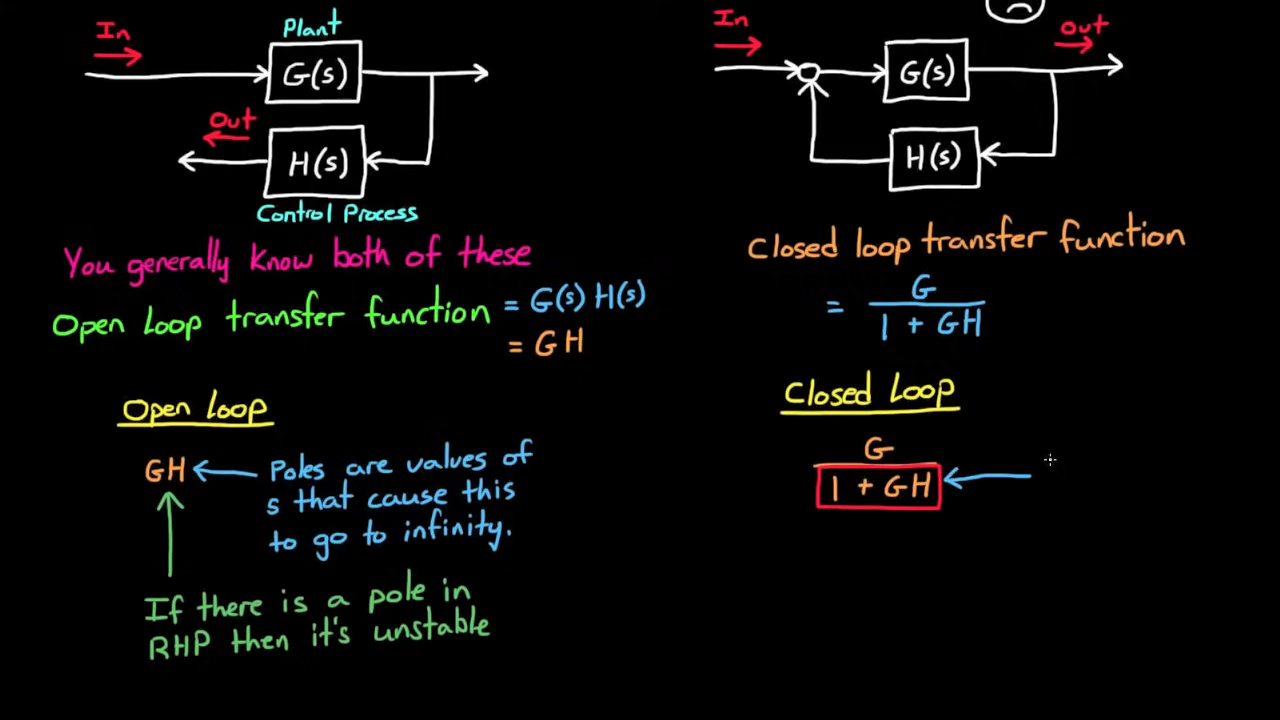 In
Plant
G(s)
Out
H(s)
Control Process
You generally know both of these
Open loop transfer function = G(s) H(s)
= GH
Open loop
GH
Poles are values of
s that cause this
to go to infinity.
If there is a pole in
RHP then it's unstable
In
Out
G(s)
H(s)
Closed loop transfer function
= G
1 + GH
Closed Loop
G
1 + GH